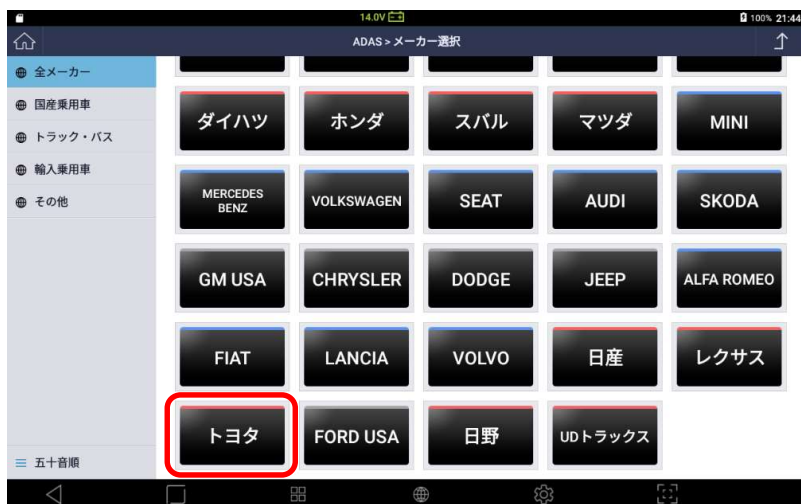 14.0V
100% 21:44
ADAS > メーカー選択
全メーカー
国産乗用車
トラック・バス
輸入乗用車
その他
五十音順
ダイハツ
ホンダ
スバル
マツダ
MINI
MERCEDES
BENZ
VOLKSWAGEN
SEAT
AUDI
SKODA
GM USA
CHRYSLER
DODGE
JEEP
ALFA ROMEO
FIAT
LANCIA
VOLVO
日産
レクサス
トヨタ
FORD USA
日野
UDトラックス